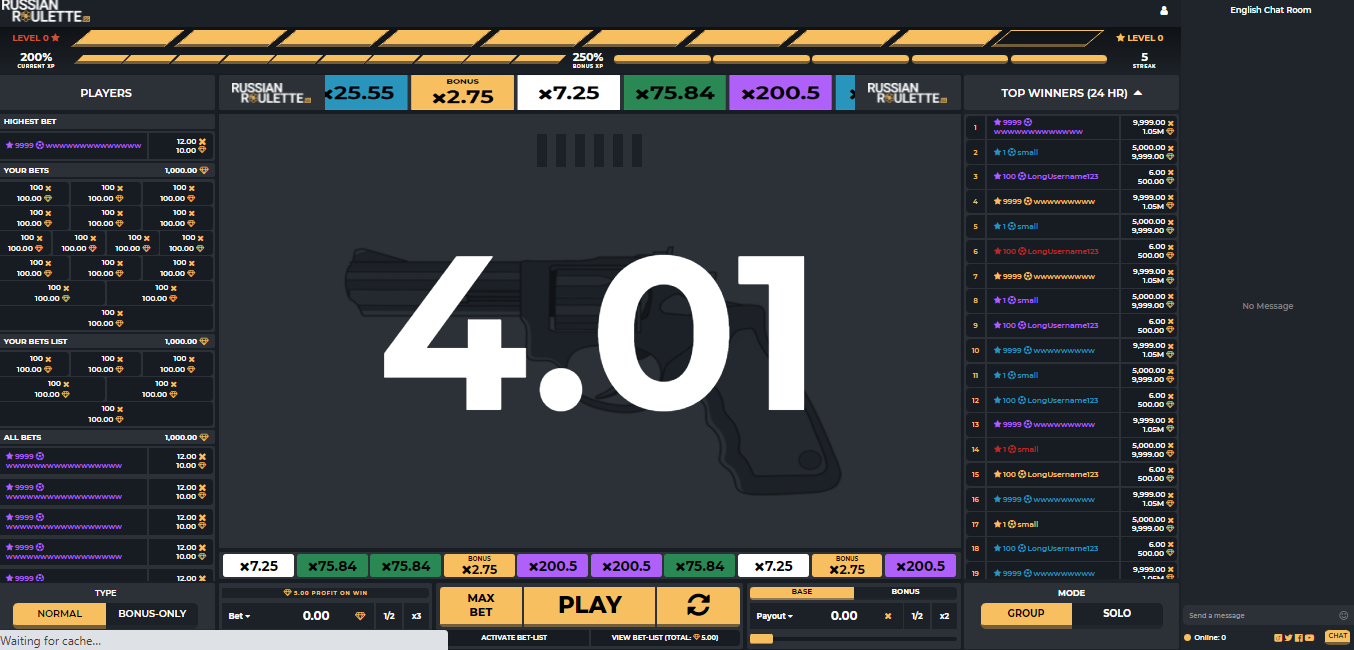 RUSSIAN
ROULETTE
English Chat Room
LEVEL 0
LEVEL 0
200%
CURRENT XP
250%
BONUS XP
5
STREAK
PLAYERS
RUSSIAN
ROULETTE
x25.55
BONUS
x2.75
x7.25
x75.84
x200.5
RUSSIAN
ROULETTE
TOP WINNERS (24 HR)
HIGHEST BET
9999 wwwwwwwwwwwwwww
12.00
10.00
YOUR BETS 1,000.00
100 100 100
100.00 100.00 100.00
100 100 100
100.00 100.00 100.00
100 100 100 100
100.00 100.00 100.00 100.00
100 100 100
100.00 100.00 100.00
100 100
100.00 100.00
100
100.00
YOUR BETS LIST 1,000.00
100 100 100
100.00 100.00 100.00
100 100
100.00 100.00
100
100.00
ALL BETS 1,000.00
9999 12.00
wwwwwwwwwwwwwwwwww 10.00
9999 12.00
wwwwwwwwwwwwwwwwww 10.00
9999 12.00
wwwwwwwwwwwwwwwwww 10.00
9999 12.00
wwwwwwwwwwwwwwwwww 10.00
9999 12.00
4.01
1 9999 9,999.00
wwwwwwwwwwwwww 1.05M
2 1 small 5,000.00
9,999.00
3 100 LongUsername123 6.00
500.00
4 9999 wwwwwwwwww 9,999.00
1.05M
5 1 small 5,000.00
9,999.00
6 100 LongUsername123 6.00
500.00
7 9999 wwwwwwwwww 9,999.00
1.05M
8 1 small 5,000.00
9,999.00
9 100 LongUsername123 6.00
500.00
10 9999 wwwwwwwwww 9,999.00
1.05M
11 1 small 5,000.00
9,999.00
12 100 LongUsername123 6.00
500.00
13 9999 wwwwwwwwww 9,999.00
1.05M
14 1 small 5,000.00
9,999.00
15 100 LongUsername123 6.00
500.00
16 9999 wwwwwwwwww 9,999.00
1.05M
17 1 small 5,000.00
9,999.00
18 100 LongUsername123 6.00
500.00
19 9999 wwwwwwwwww 9,999.00
1.05M
No Message
x7.25
x75.84
x75.84
BONUS
x2.75
x200.5
x200.5
x75.84
x7.25
BONUS
x2.75
x200.5
TYPE
NORMAL BONUS-ONLY
5.00 PROFIT ON WIN
Bet 0.00 1/2 x3
MAX
BET
PLAY
ACTIVATE BET-LIST VIEW BET-LIST (TOTAL: 5.00)
BASE BONUS
Payout 0.00 1/2 x2
MODE
GROUP SOLO
Send a message
Online: 0
CHAT
Waiting for cache...